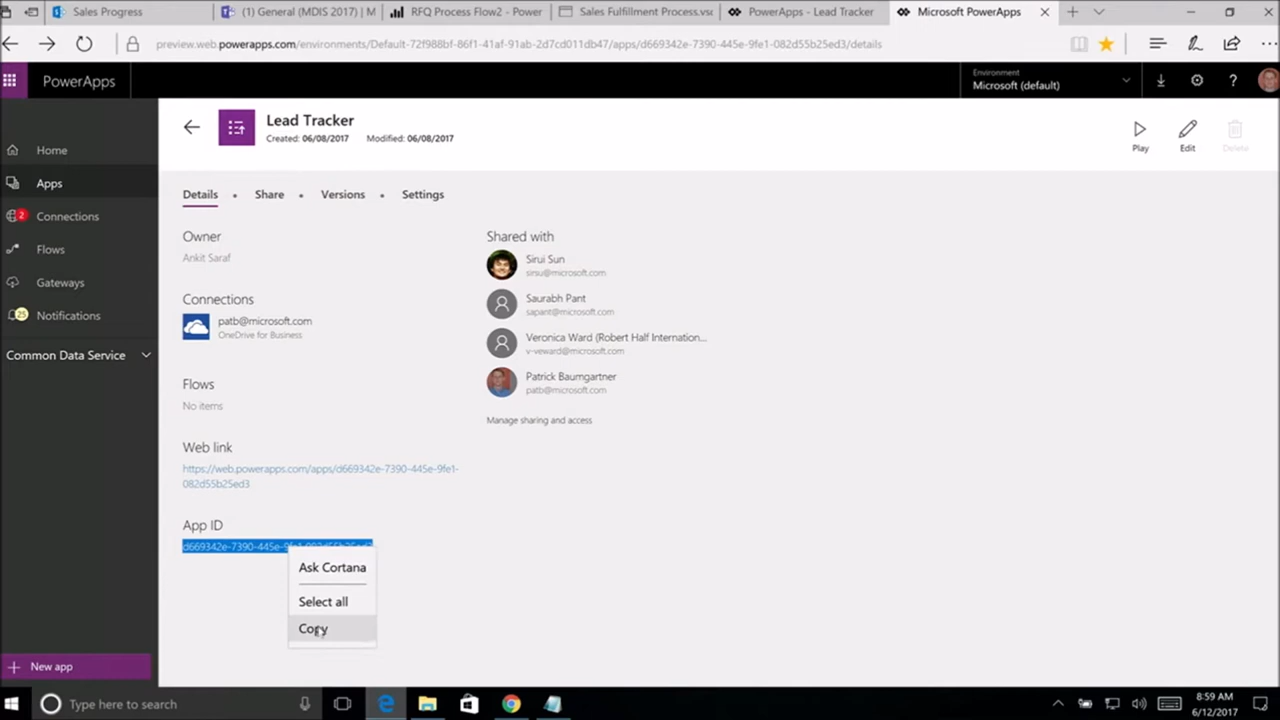 Sales Progress
(1) General (MDIS 2017) | M
RFQ Process Flow2 - Power
Sales Fulfillment Process.vsc
PowerApps - Lead Tracker
Microsoft PowerApps
preview.web.powerapps.com/environments/Default-72f988bf-86f1-41af-91ab-2d7cd011db47/apps/d669342e-7390-445e-9fe1-082d55b25ed3/details
PowerApps
Environment
Microsoft (default)
?
Lead Tracker
Created: 06/08/2017 Modified: 06/08/2017
Play
Edit
Delete
Home
Apps
2
Connections
Flows
Gateways
25
Notifications
Common Data Service
New app
Details • Share • Versions • Settings
Owner
Ankit Saraf
Connections
patb@microsoft.com
OneDrive for Business
Flows
No items
Web link
https://web.powerapps.com/apps/d669342e-7390-445e-9fe1-
082d55b25ed3
App ID
d669342e-7390-445e-9fe1-082d55b25ed3
Ask Cortana
Select all
Copy
Shared with
Sirui Sun
sirsu@microsoft.com
Saurabh Pant
sapant@microsoft.com
Veronica Ward (Robert Half Internation...
v-veward@microsoft.com
Patrick Baumgartner
patb@microsoft.com
Manage sharing and access
Type here to search
8:59 AM
6/12/2017